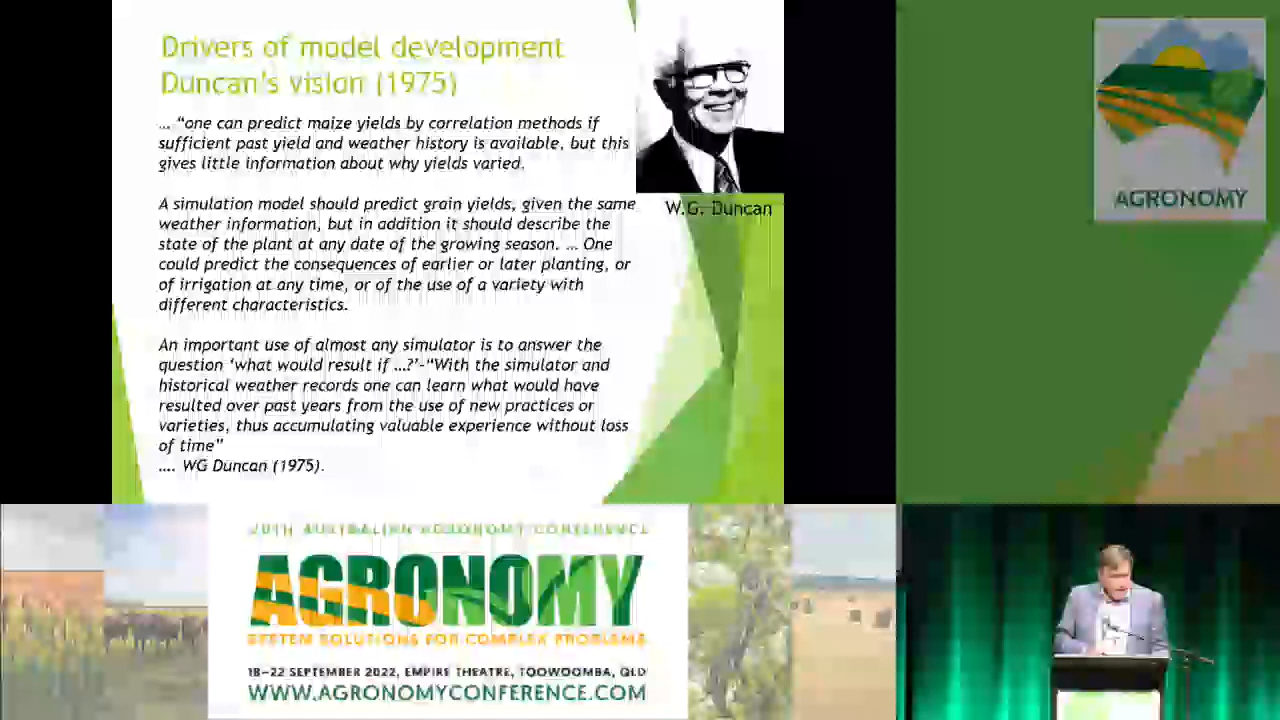 Drivers of model development
Duncan's vision (1975)
… “one can predict maize yields by correlation methods if
sufficient past yield and weather history is available, but this
gives little information about why yields varied.
A simulation model should predict grain yields, given the same
weather information, but in addition it should describe the
state of the plant at any date of the growing season. … One
could predict the consequences of earlier or later planting, or
of irrigation at any time, or of the use of a variety with
different characteristics.
An important use of almost any simulator is to answer the
question ‘what would result if …?’-“With the simulator and
historical weather records one can learn what would have
resulted over past years from the use of new practices or
varieties, thus accumulating valuable experience without loss
of time”
…. WG Duncan (1975).
W.G. Duncan
AGRONOMY
20TH AUSTRALIAN AGRONOMY CONFERENCE
AGRONOMY
SYSTEM SOLUTIONS FOR COMPLEX PROBLEMS
18–22 SEPTEMBER 2022, EMPIRE THEATRE, TOOWOOMBA, QLD
WWW.AGRONOMYCONFERENCE.COM